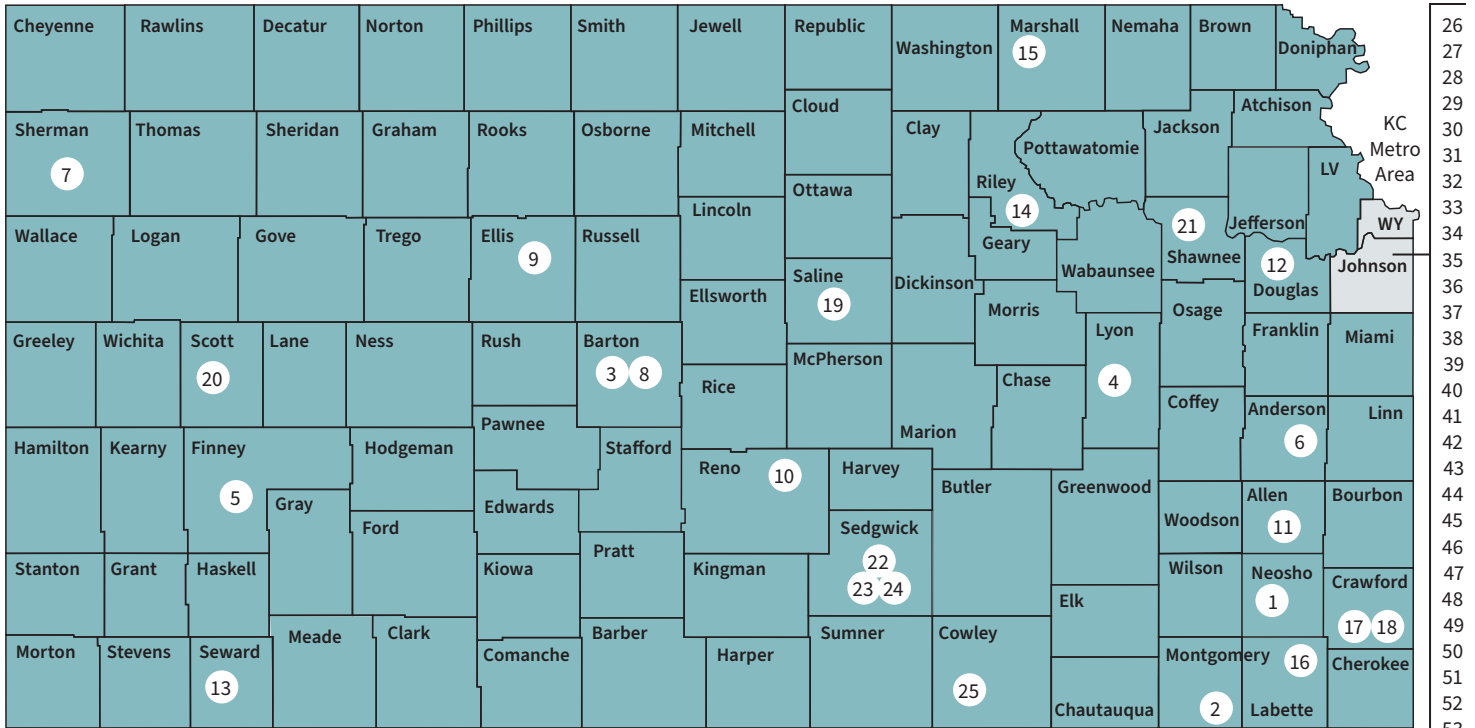 Cheyenne
Rawlins
Decatur
Norton
Phillips
Smith
Jewell
Republic
Washington
Marshall
15
Nemaha
Brown
Doniphan
Sherman
7
Thomas
Sheridan
Graham
Rooks
Osborne
Mitchell
Cloud
Clay
Riley
14
Pottawatomie
Jackson
Atchison
KC
Metro
Area
LV
Jefferson
WY
Wallace
Logan
Gove
Trego
Ellis
9
Russell
Lincoln
Ottawa
Saline
19
Dickinson
Geary
Wabaunsee
21
Shawnee
12
Douglas
Johnson
Ellsworth
Morris
Osage
Franklin
Miami
Greeley
Wichita
Scott
20
Lane
Ness
Rush
Barton
3
8
Rice
McPherson
Marion
Chase
Lyon
4
Coffey
Anderson
6
Linn
Hamilton
Kearny
Finney
5
Hodgeman
Pawnee
Stafford
Reno
10
Harvey
Butler
Greenwood
Woodson
Allen
11
Bourbon
Gray
Ford
Edwards
Sedgwick
22
23
24
Stanton
Grant
Haskell
Kiowa
Pratt
Kingman
Elk
Wilson
Neosho
1
Crawford
17
18
Morton
Stevens
Seward
13
Meade
Clark
Comanche
Barber
Harper
Sumner
Cowley
25
Chautauqua
Montgomery
2
16
Labette
Cherokee
26
27
28
29
30
31
32
33
34
35
36
37
38
39
40
41
42
43
44
45
46
47
48
49
50
51
52
53